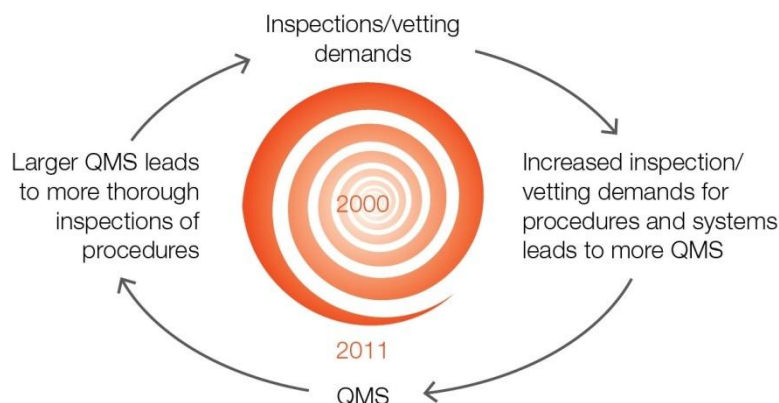 Inspections/vetting
demands
Increased inspection/
vetting demands for
procedures and systems
leads to more QMS
QMS
Larger QMS leads
to more thorough
inspections of
procedures
2000
2011